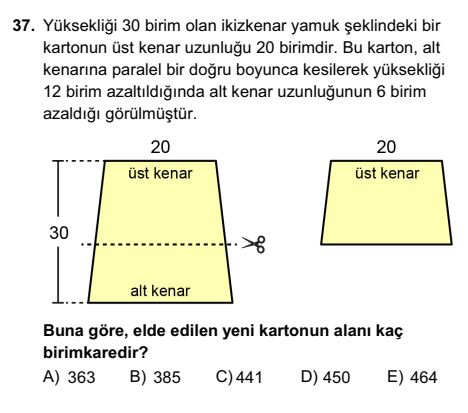 37. Yüksekliği 30 birim olan ikizkenar yamuk şeklindeki bir
kartonun üst kenar uzunluğu 20 birimdir. Bu karton, alt
kenarına paralel bir doğru boyunca kesilerek yüksekliği
12 birim azaltıldığında alt kenar uzunluğunun 6 birim
azaldığı görülmüştür.
20
üst kenar
30
alt kenar
20
üst kenar
Buna göre, elde edilen yeni kartonun alanı kaç
birimkaredir?
A) 363 B) 385 C) 441 D) 450 E) 464